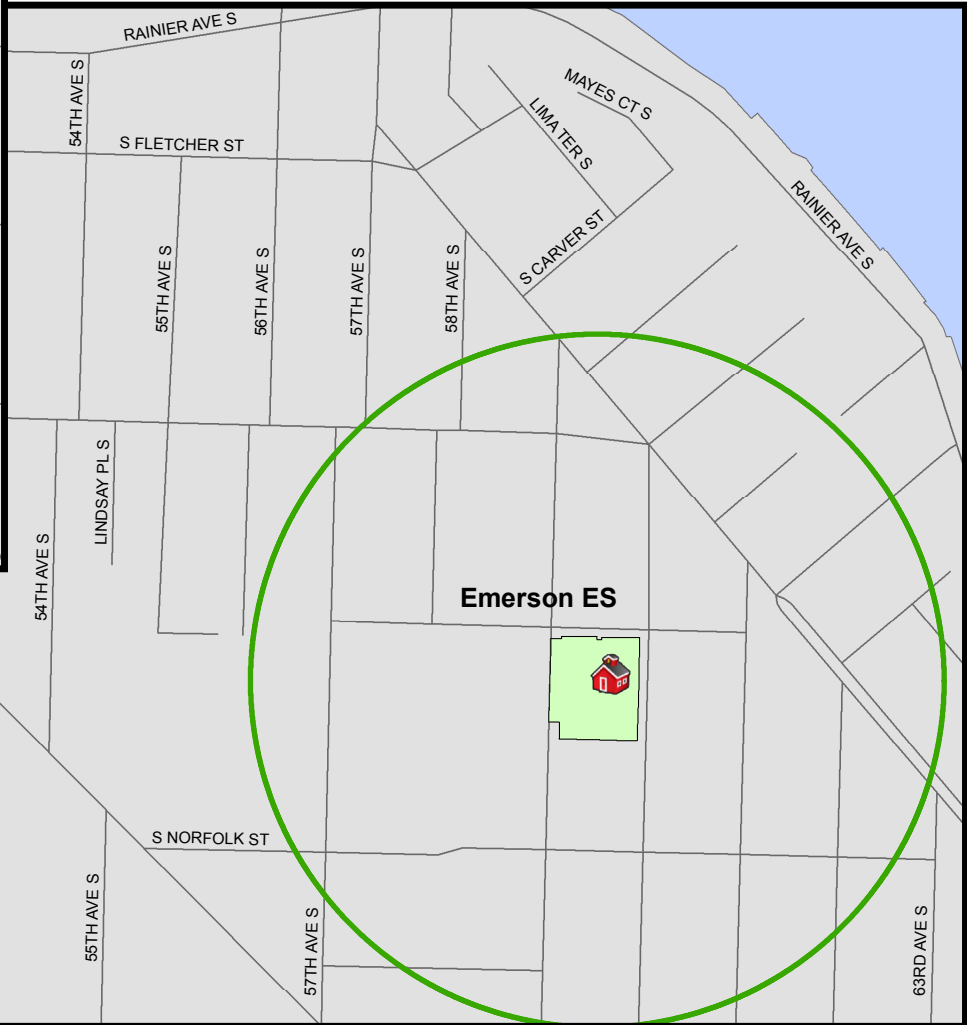 RAINIER AVE S
54TH AVE S
S FLETCHER ST
MAYES CT S
LIMA TER S
RAINIER AVE S
S CARVER ST
55TH AVE S
56TH AVE S
57TH AVE S
58TH AVE S
LINDSAY PL S
54TH AVE S
Emerson ES
S NORFOLK ST
55TH AVE S
57TH AVE S
63RD AVE S